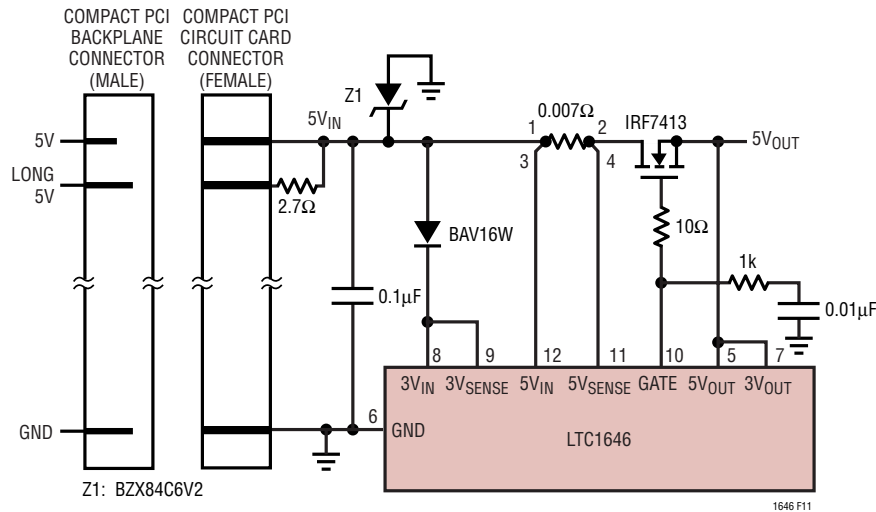 COMPACT PCI
BACKPLANE
CONNECTOR
(MALE)
COMPACT PCI
CIRCUIT CARD
CONNECTOR
(FEMALE)
Z1
5VIN
0.007Ω
IRF7413
1
2
3
4
5V
5VOUT
LONG
5V
2.7Ω
10Ω
BAV16W
1k
0.1µF
0.01µF
8
9
12
11
10
5
7
3VIN
3VSENSE
5VIN
5VSENSE
GATE
5VOUT
3VOUT
6
GND
GND
LTC1646
Z1: BZX84C6V2
1646 F11